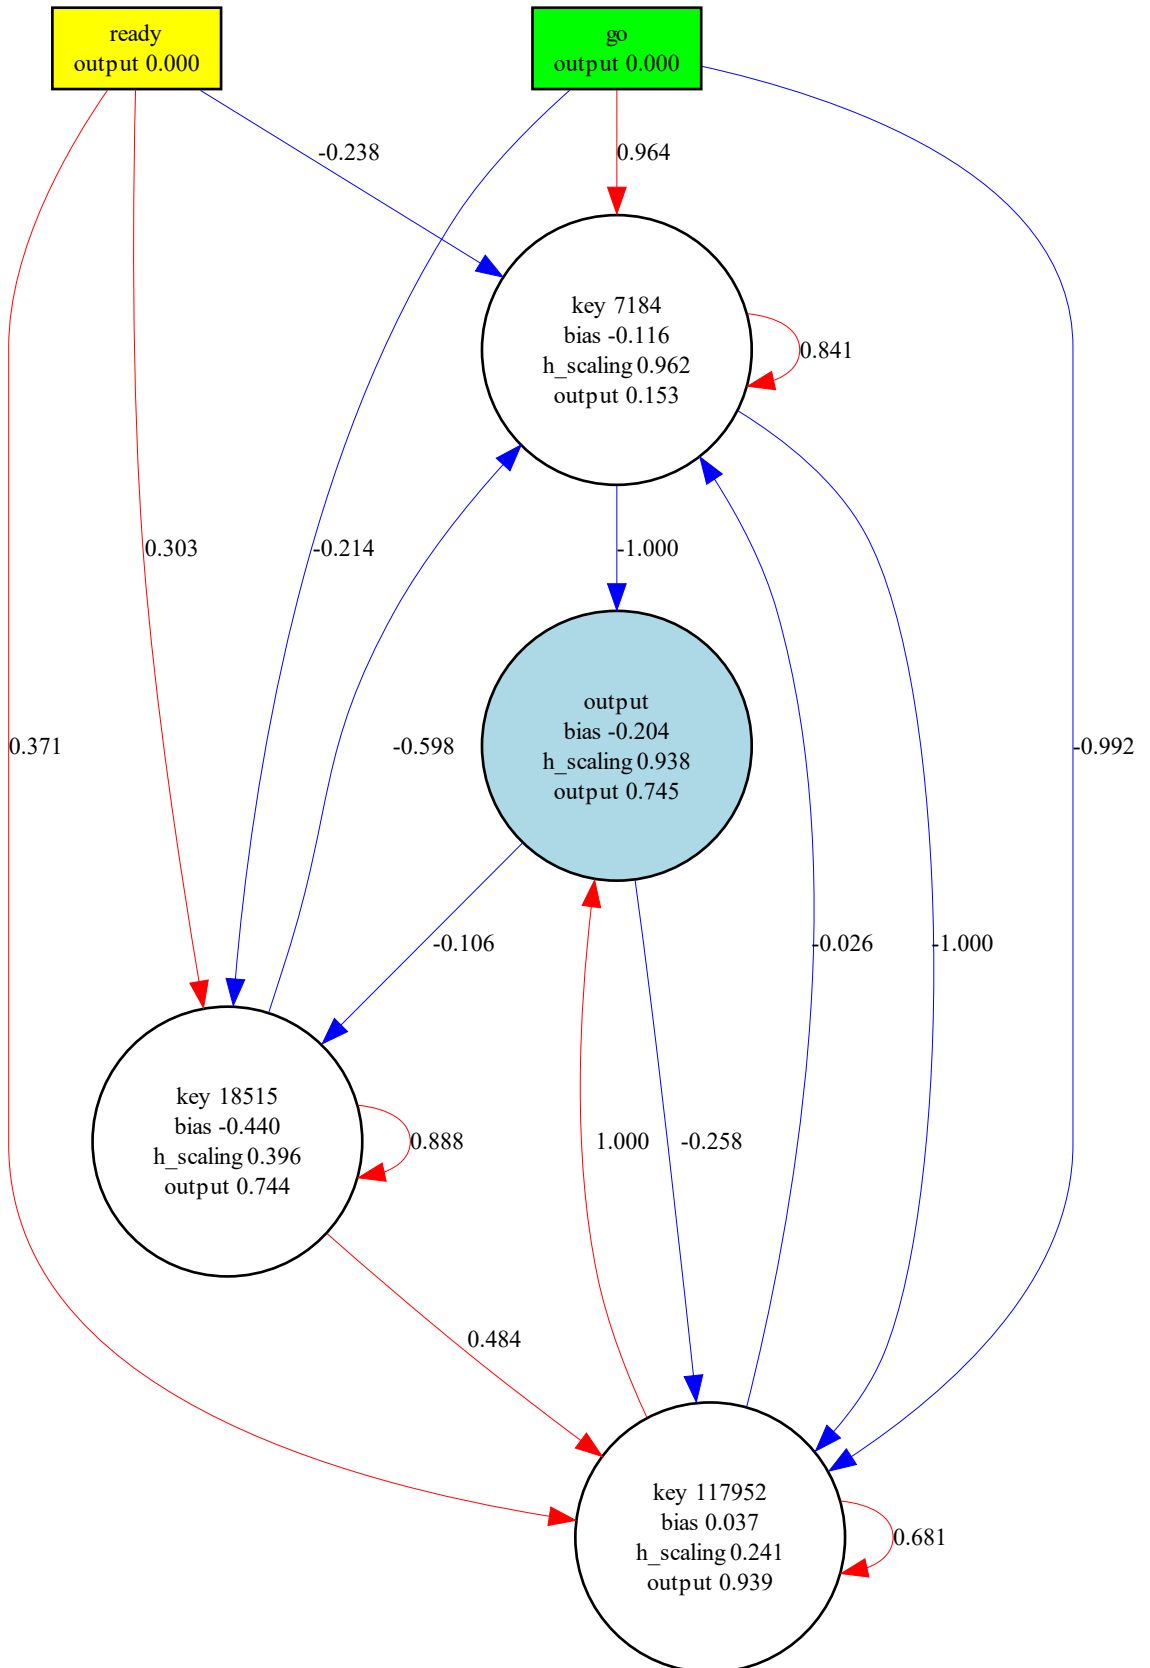 ready
output 0.000
go
output 0.000
-0.238
0.964
key 7184
bias -0.116
h_scaling 0.962
output 0.153
0.841
0.303
-0.214
-1.000
output
bias -0.204
h_scaling 0.938
output 0.745
0.371
-0.598
-0.992
-0.106
-0.026
-1.000
key 18515
bias -0.440
h_scaling 0.396
output 0.744
0.888
1.000
-0.258
0.484
key 117952
bias 0.037
h_scaling 0.241
output 0.939
0.681